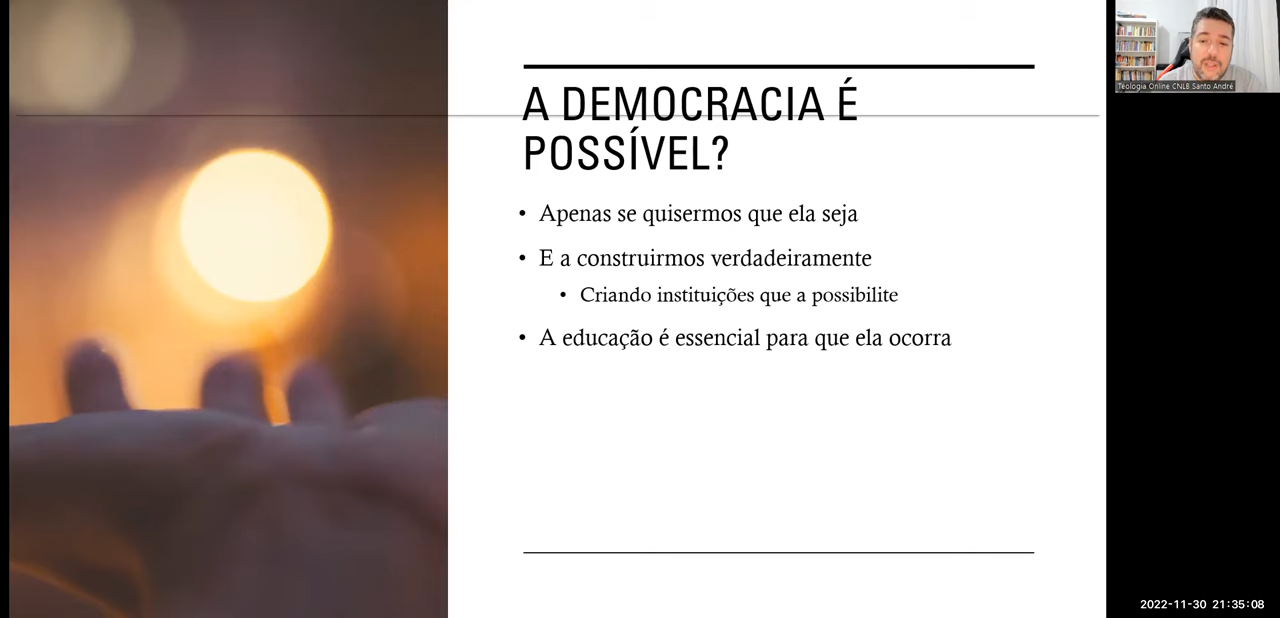 A DEMOCRACIA É
POSSÍVEL?
• Apenas se quisermos que ela seja
• E a construirmos verdadeiramente
• Criando instituições que a possibilite
• A educação é essencial para que ela ocorra
Teologia Online CNLB Santo André
2022-11-30 21:35:08